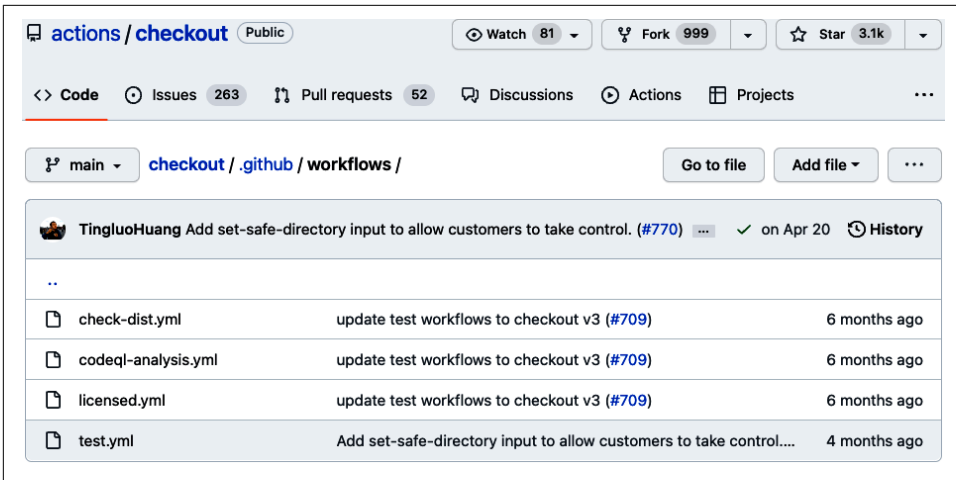 actions / checkout Public Watch 81 Fork 999 Star 3.1k
Code Issues 263 Pull requests 52 Discussions Actions Projects ...
main checkout / .github / workflows / Go to file Add file ...
TingluoHuang Add set-safe-directory input to allow customers to take control. (#770) ... on Apr 20 History
..
check-dist.yml update test workflows to checkout v3 (#709) 6 months ago
codeql-analysis.yml update test workflows to checkout v3 (#709) 6 months ago
licensed.yml update test workflows to checkout v3 (#709) 6 months ago
test.yml Add set-safe-directory input to allow customers to take control.... 4 months ago